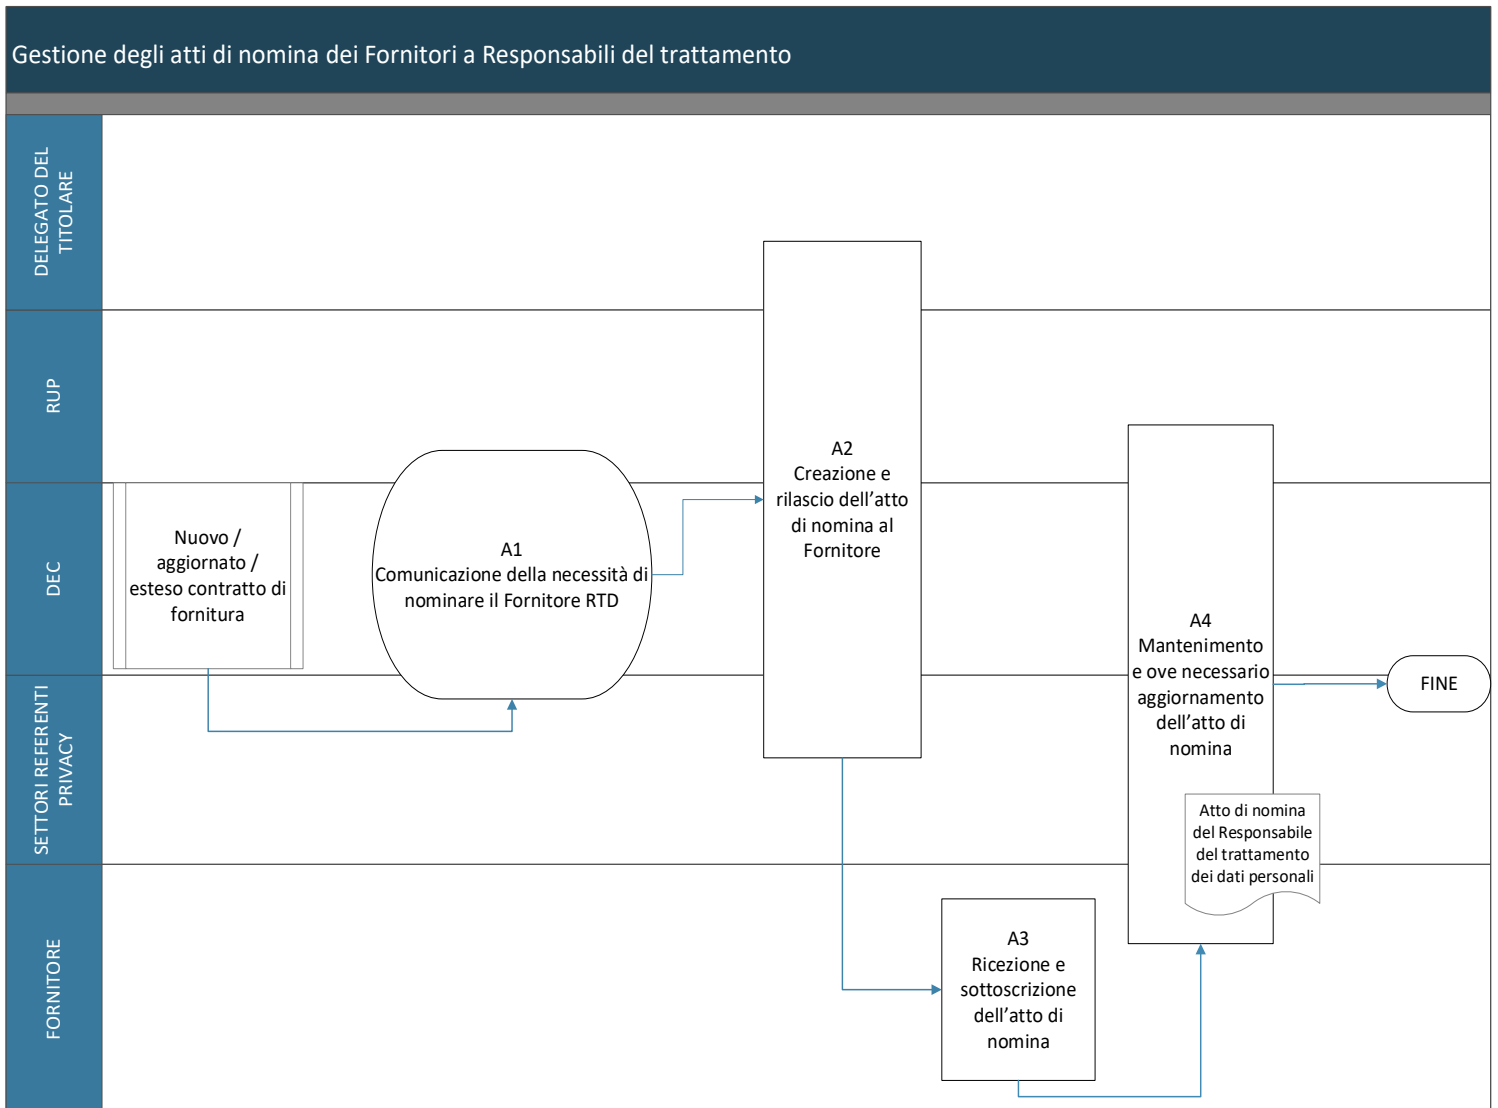 Gestione degli atti di nomina dei Fornitori a Responsabili del trattamento
DELEGATO DEL
TITOLARE
RUP
DEC
SETTORI REFERENTI
PRIVACY
FORNITORE
Nuovo /
aggiornato /
esteso contratto di
fornitura
A1
Comunicazione della necessità di
nominare il Fornitore RTD
A2
Creazione e
rilascio dell’atto
di nomina al
Fornitore
A3
Ricezione e
sottoscrizione
dell’atto di
nomina
A4
Mantenimento
e ove necessario
aggiornamento
dell’atto di
nomina
Atto di nomina
del Responsabile
del trattamento
dei dati personali
FINE